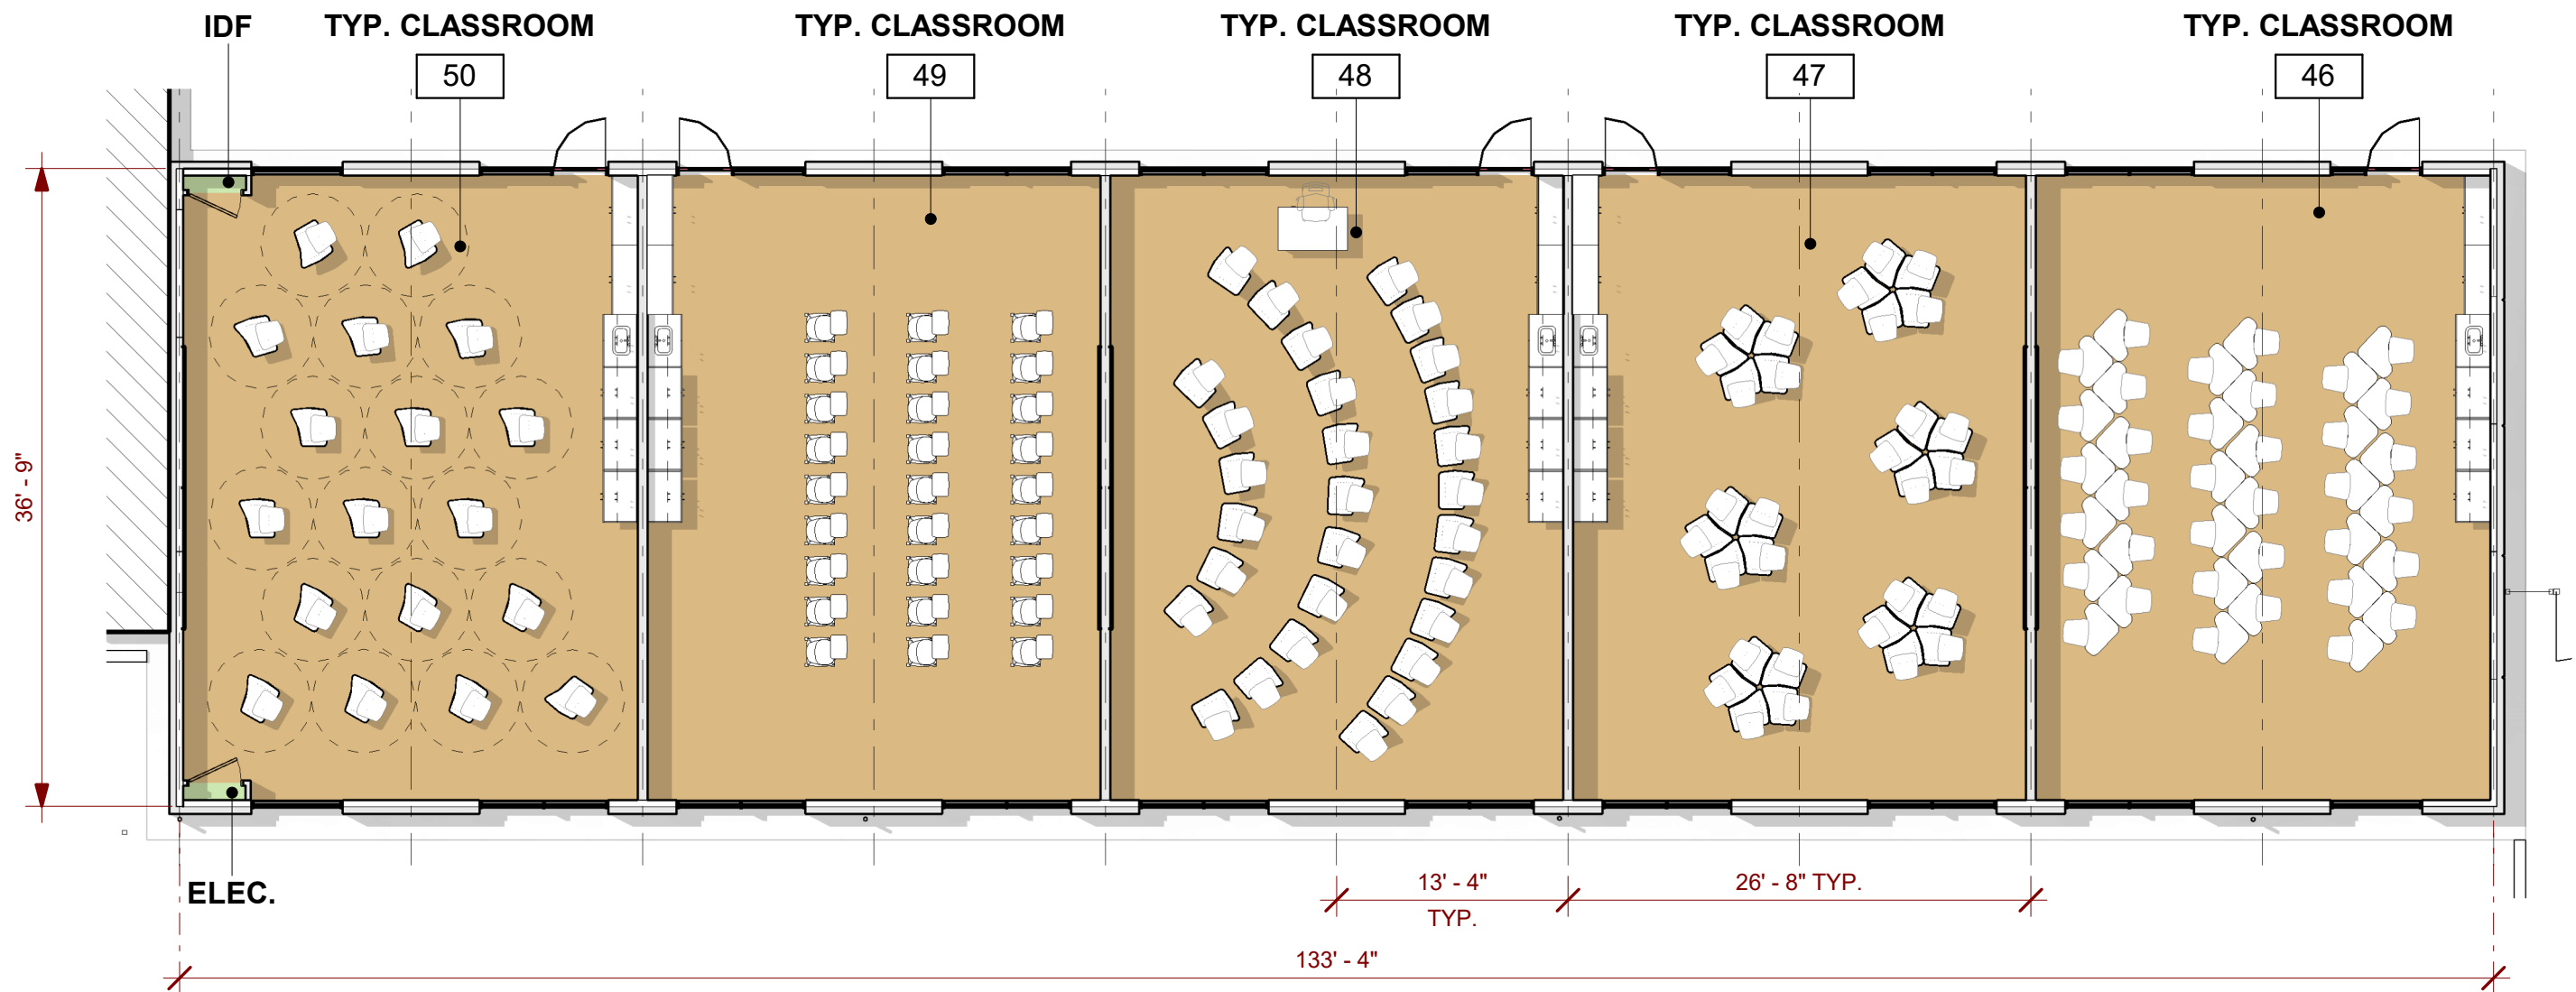 IDF
TYP. CLASSROOM
TYP. CLASSROOM
TYP. CLASSROOM
TYP. CLASSROOM
TYP. CLASSROOM
50
49
48
47
46
36' - 9"
ELEC.
13' - 4"
TYP.
26' - 8" TYP.
133' - 4"